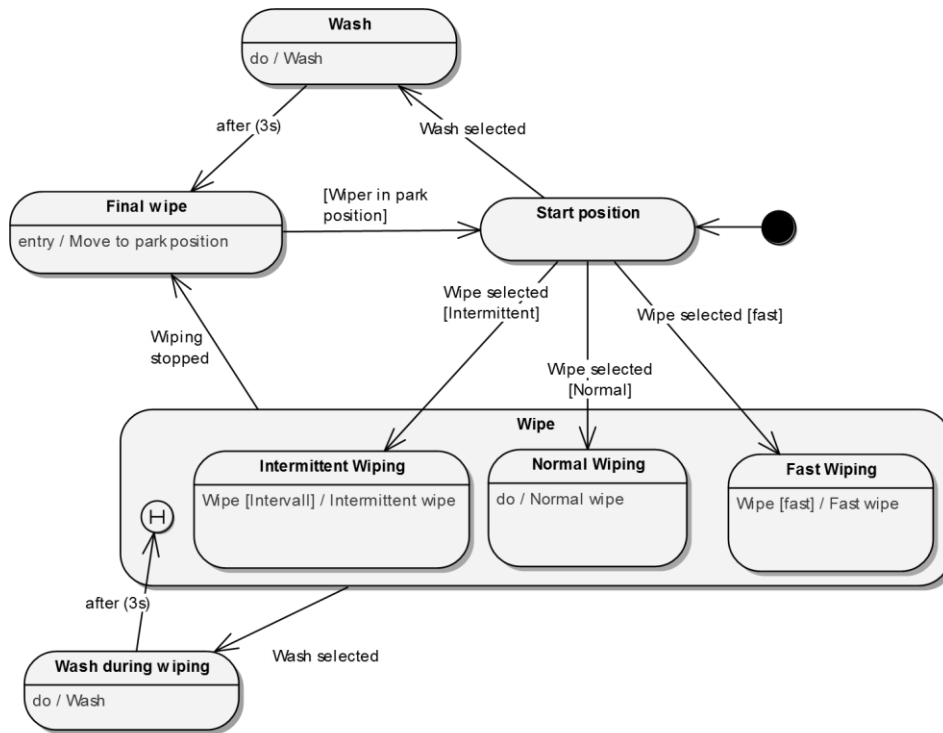 Wash
do / Wash
after (3s)
Wash selected
Final wipe
entry / Move to park position
[Wiper in park
position]
Start position
Wiping
stopped
Wipe selected
[Intermittent]
Wipe selected
[Normal]
Wipe selected [fast]
Wipe
Intermittent Wiping
Wipe [Intervall] / Intermittent wipe
Normal Wiping
do / Normal wipe
Fast Wiping
Wipe [fast] / Fast wipe
H
after (3s)
Wash selected
Wash during wiping
do / Wash